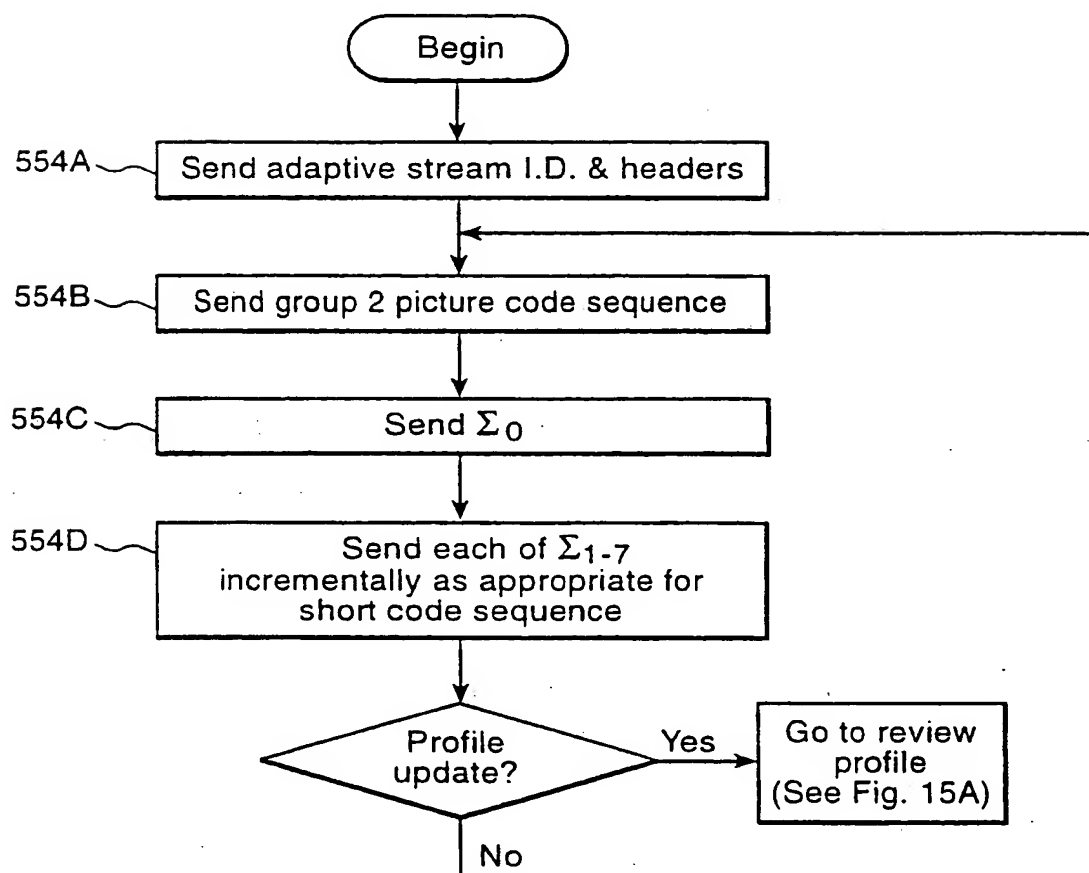 Begin
554A
Send adaptive stream I.D. & headers
554B
Send group 2 picture code sequence
554C
Send Σ0
554D
Send each of Σ1-7
incrementally as appropriate for
short code sequence
Profile
update?
Yes
Go to review
profile
(See Fig. 15A)
No